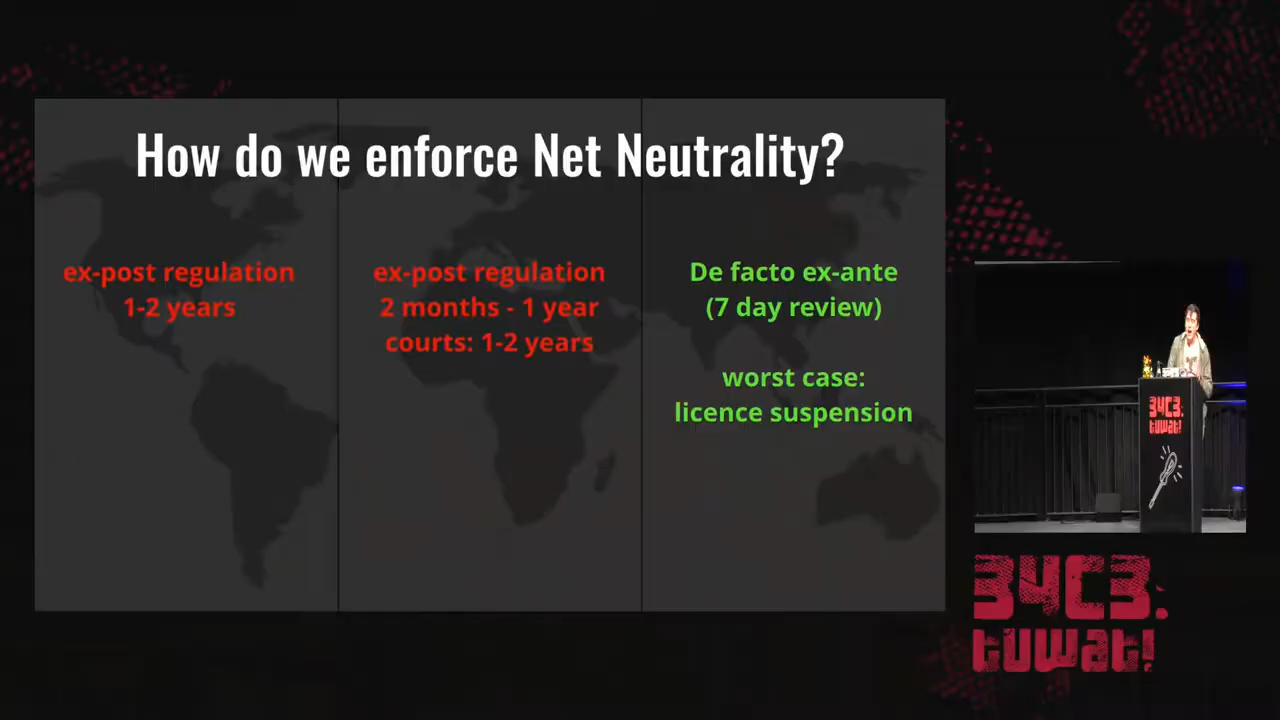 How do we enforce Net Neutrality?
ex-post regulation
1-2 years
ex-post regulation
2 months - 1 year
courts: 1-2 years
De facto ex-ante
(7 day review)
worst case:
licence suspension
34C3:
tuwat!
34C3.
tuwat!